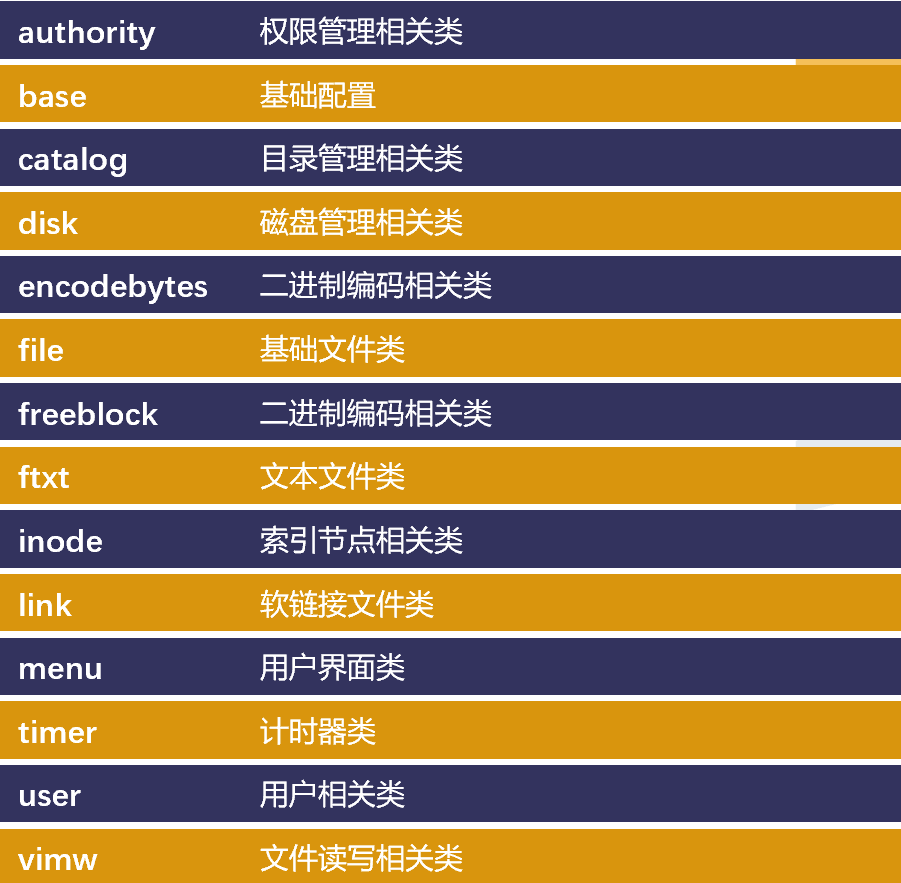 authority 权限管理相关类
base 基础配置
catalog 目录管理相关类
disk 磁盘管理相关类
encodebytes 二进制编码相关类
file 基础文件类
freeblock 二进制编码相关类
ftxt 文本文件类
inode 索引节点相关类
link 软链接文件类
menu 用户界面类
timer 计时器类
user 用户相关类
vimw 文件读写相关类